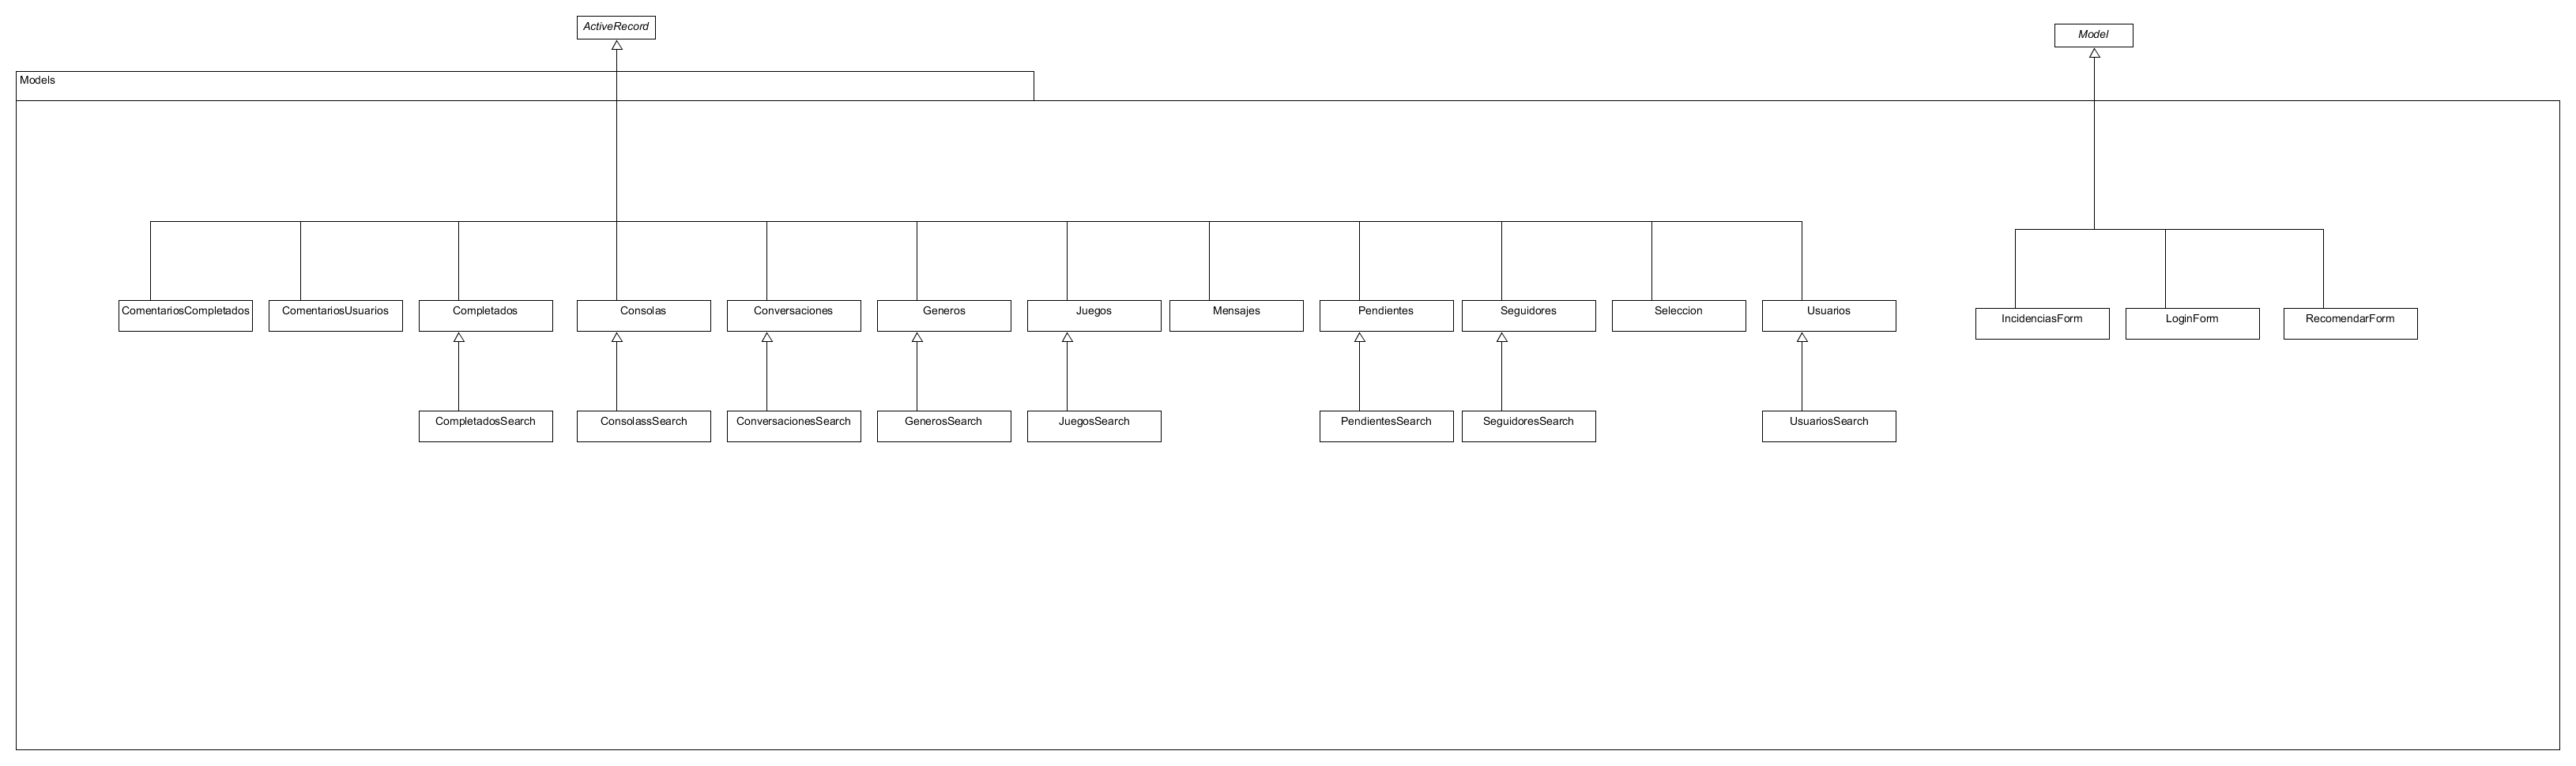 ActiveRecord
Model
Models
ComentariosCompletados
ComentariosUsuarios
Completados
Consolas
Conversaciones
Generos
Juegos
Mensajes
Pendientes
Seguidores
Seleccion
Usuarios
IncidenciasForm
LoginForm
RecomendarForm
CompletadosSearch
ConsolassSearch
ConversacionesSearch
GenerosSearch
JuegosSearch
PendientesSearch
SeguidoresSearch
UsuariosSearch